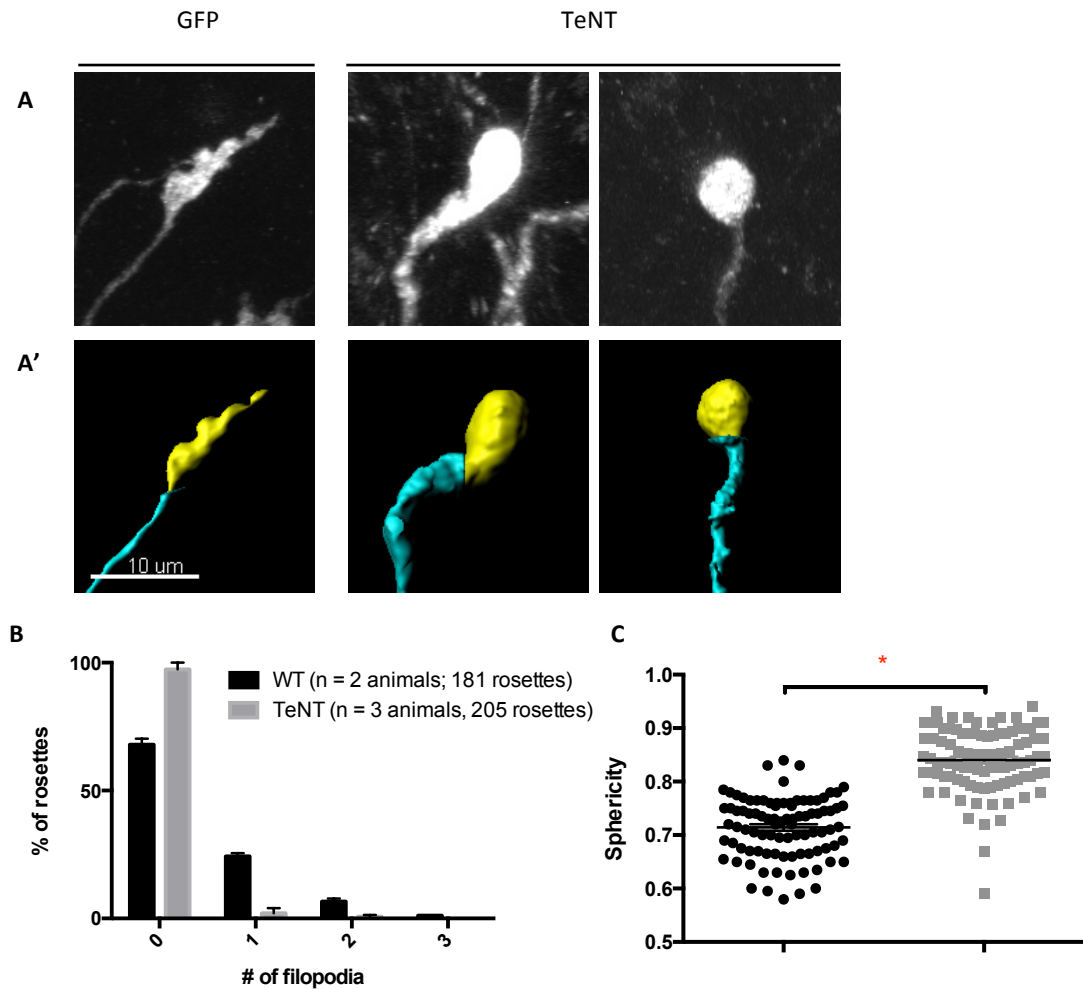 GFP
TeNT
A
A'
10 um
B
100
50
0
% of rosettes
WT (n = 2 animals; 181 rosettes)
TeNT (n = 3 animals, 205 rosettes)
0
1
2
3
# of filopodia
C
*
1.0
0.9
0.8
0.7
0.6
0.5
Sphericity